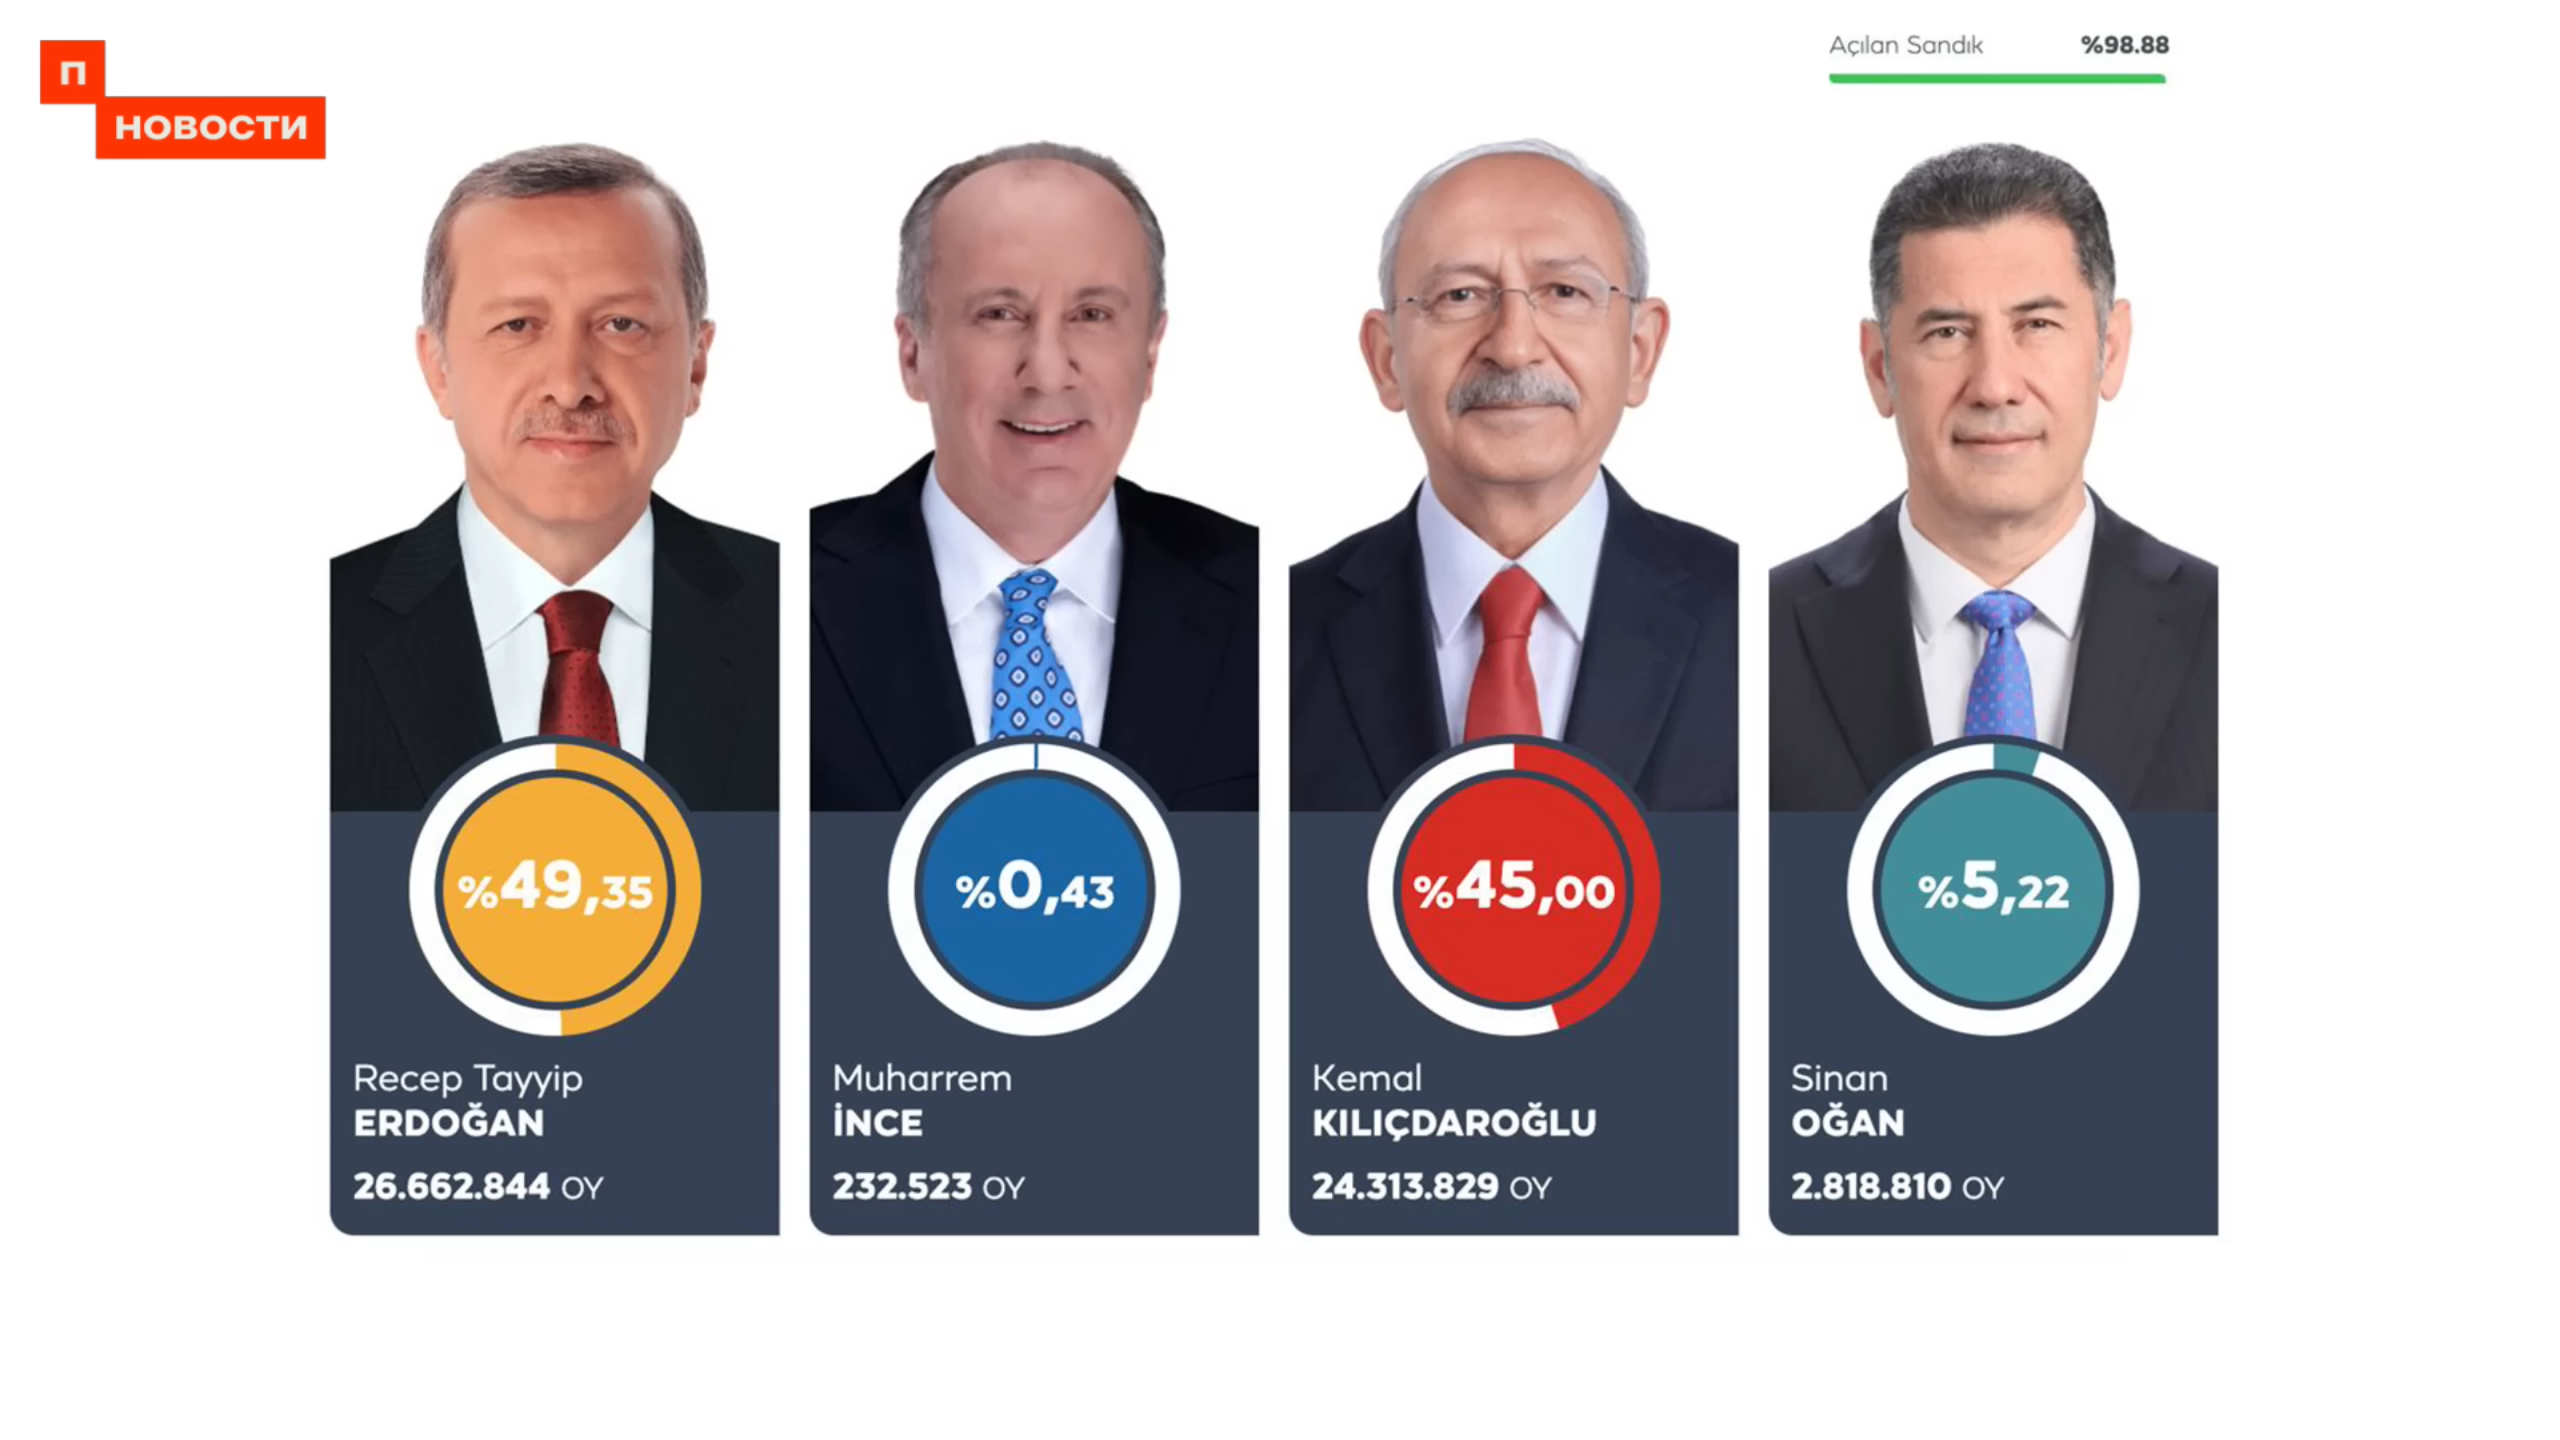 П
НОВОСТИ
Açılan Sandık %98.88
%49,35
Recep Tayyip
ERDOĞAN
26.662.844 OY
%0,43
Muharrem
İNCE
232.523 OY
%45,00
Kemal
KILIÇDAROĞLU
24.313.829 OY
%5,22
Sinan
OĞAN
2.818.810 OY